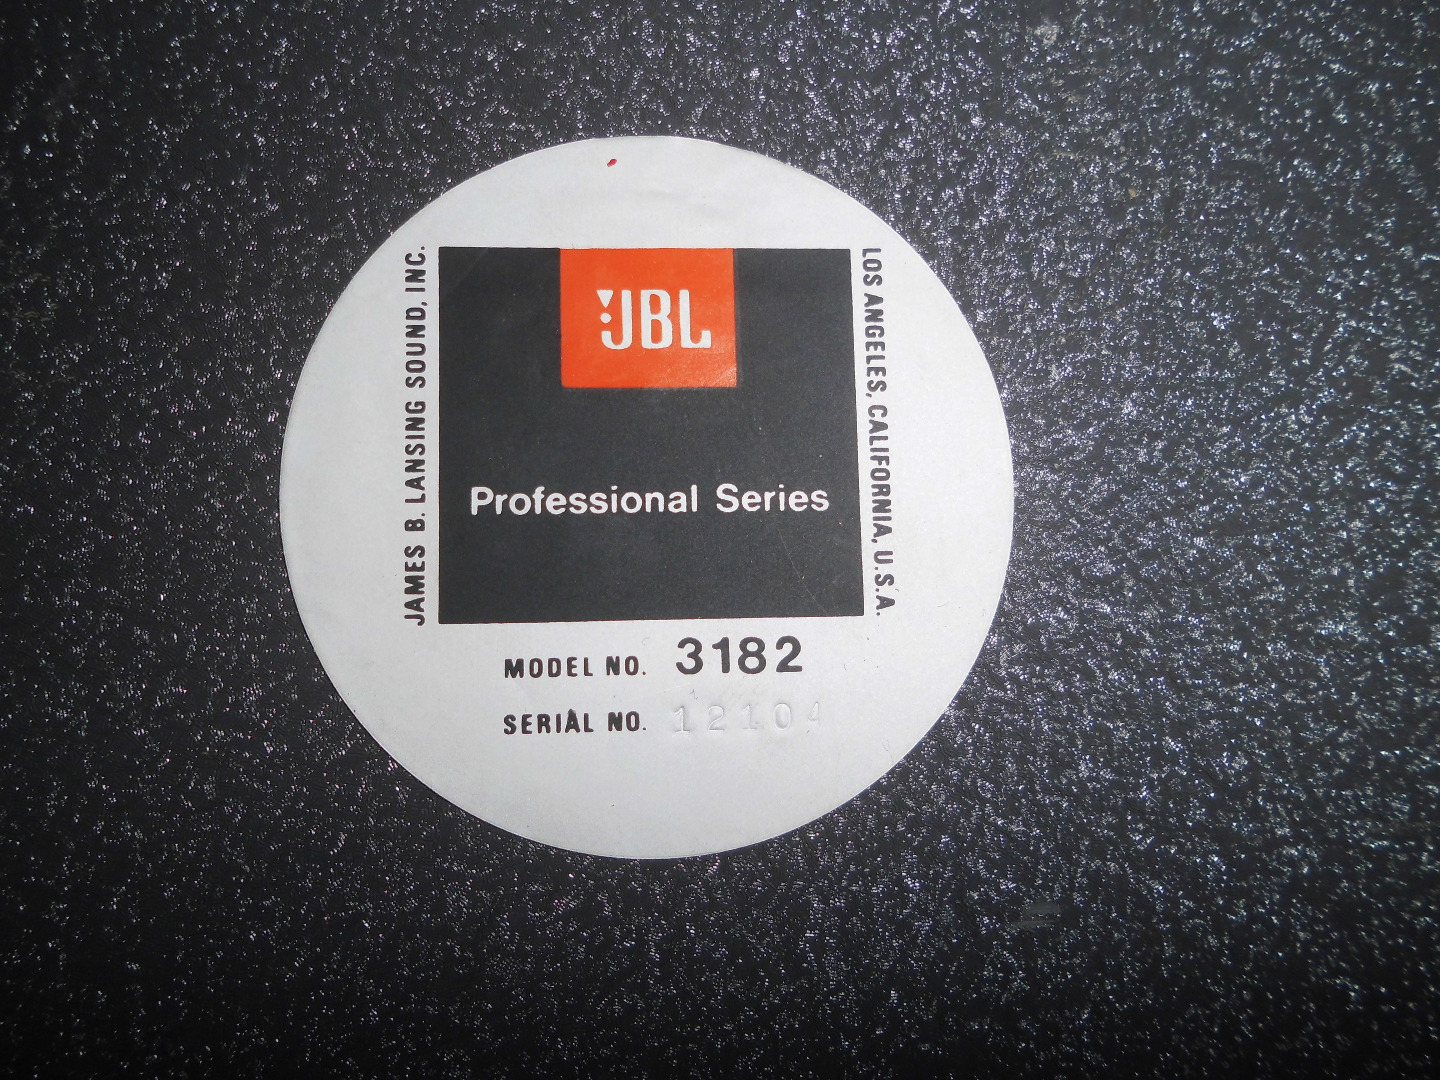 JBL
Professional Series
JAMES B. LANSING SOUND, INC.
LOS ANGELES, CALIFORNIA, U.S.A.
MODEL NO. 3182
SERIAL NO. 12104